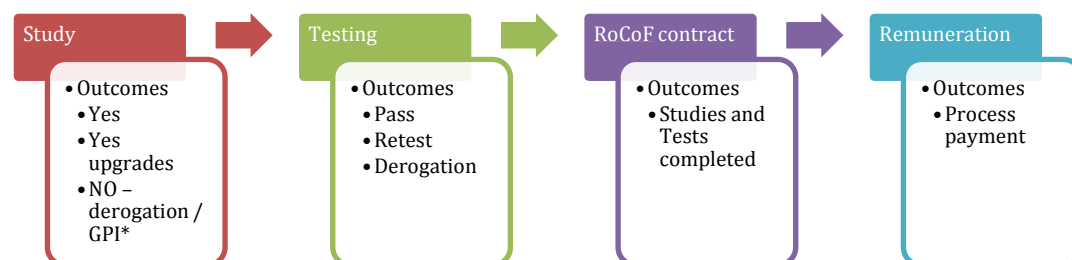 Study
• Outcomes
• Yes
• Yes
upgrades
• NO –
derogation /
GPI*
Testing
• Outcomes
• Pass
• Retest
• Derogation
RoCoF contract
• Outcomes
• Studies and
Tests
completed
Remuneration
• Outcomes
• Process
payment